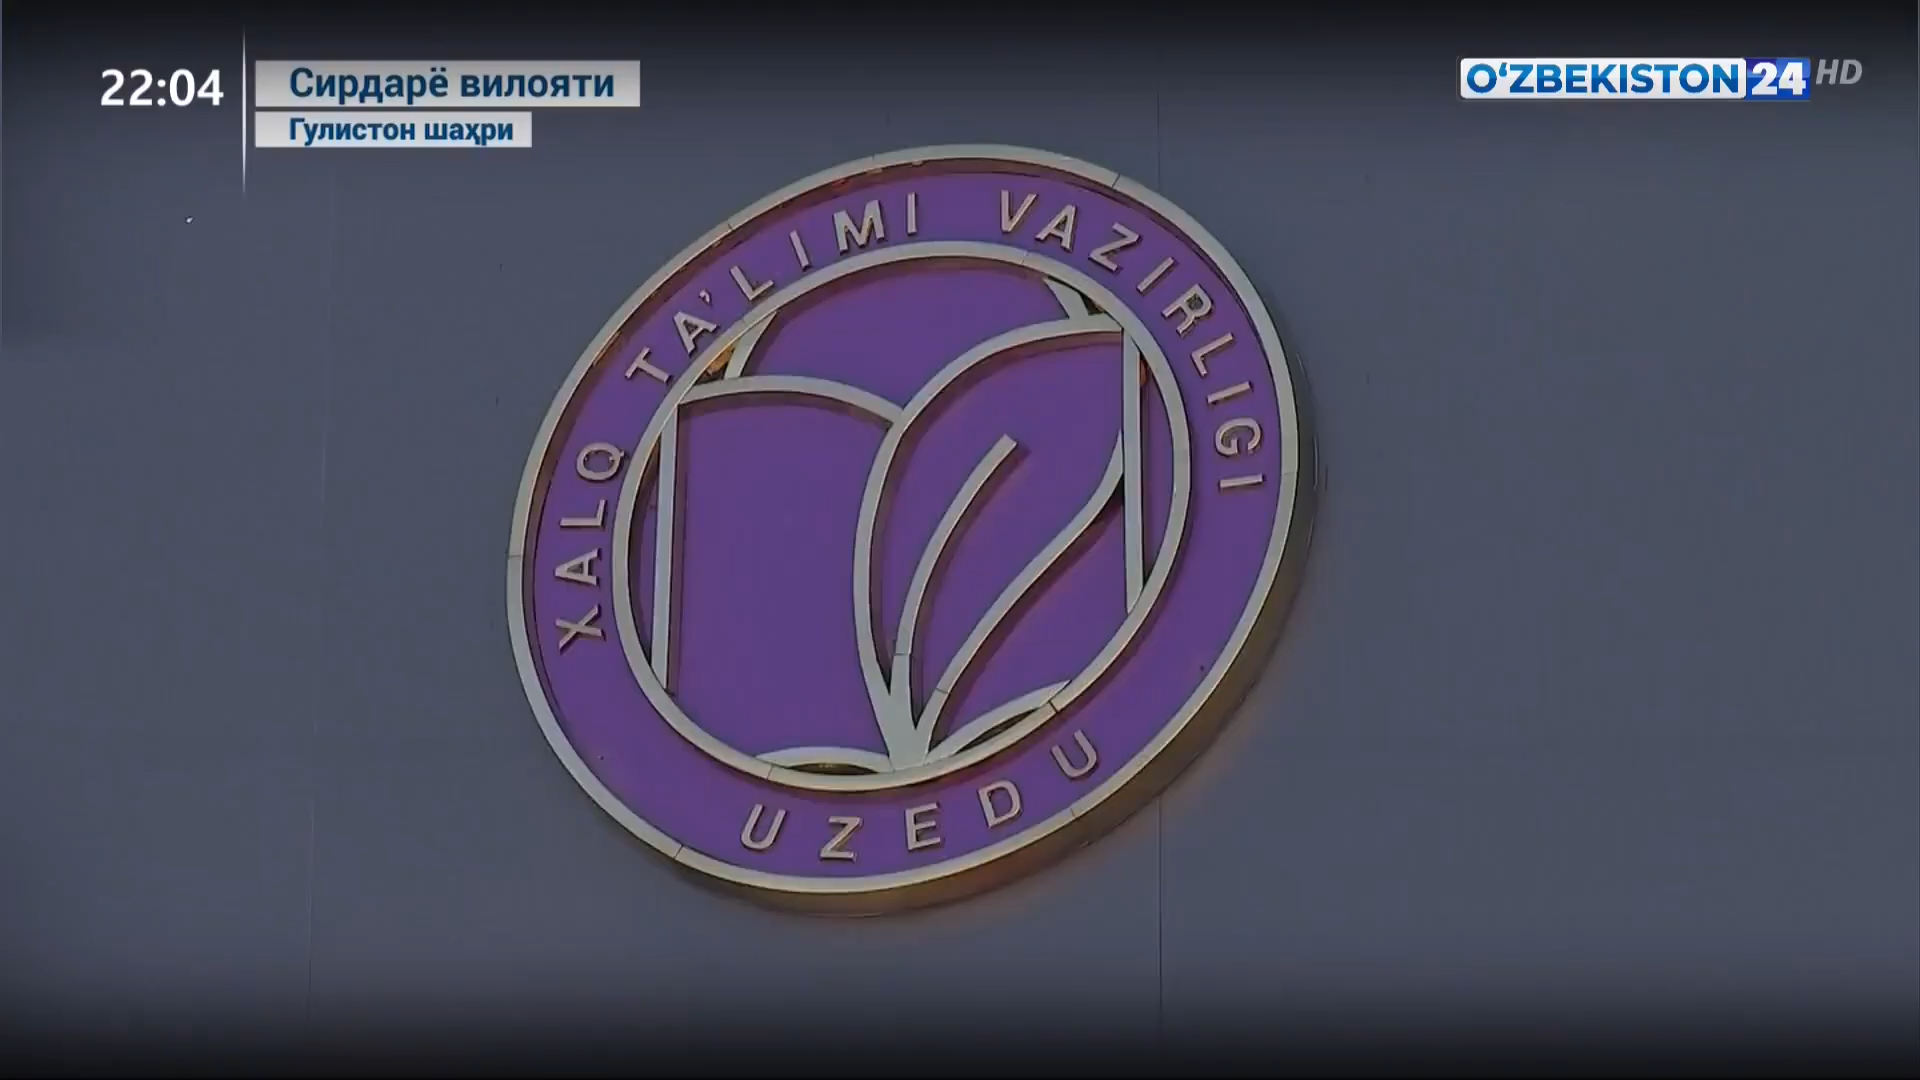 22:04
Сирдарё вилояти
Гулистон шаҳри
O‘ZBEKISTON 24 HD
XALQ TA’LIMI VAZIRLIGI
UZEDU